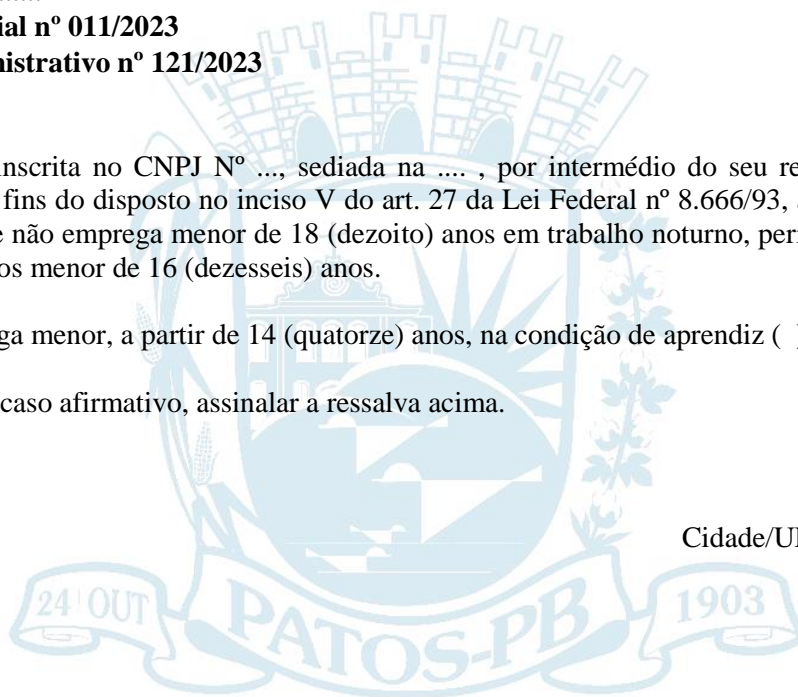 ial nº 011/2023
nistrativo nº 121/2023
inscrita no CNPJ Nº ..., sediada na .... , por intermédio do seu re
fins do disposto no inciso V do art. 27 da Lei Federal nº 8.666/93,
e não emprega menor de 18 (dezoito) anos em trabalho noturno, per
os menor de 16 (dezesseis) anos.
ga menor, a partir de 14 (quatorze) anos, na condição de aprendiz ( )
caso afirmativo, assinalar a ressalva acima.
Cidade/U
24 OUT
PATOS-PB
1903